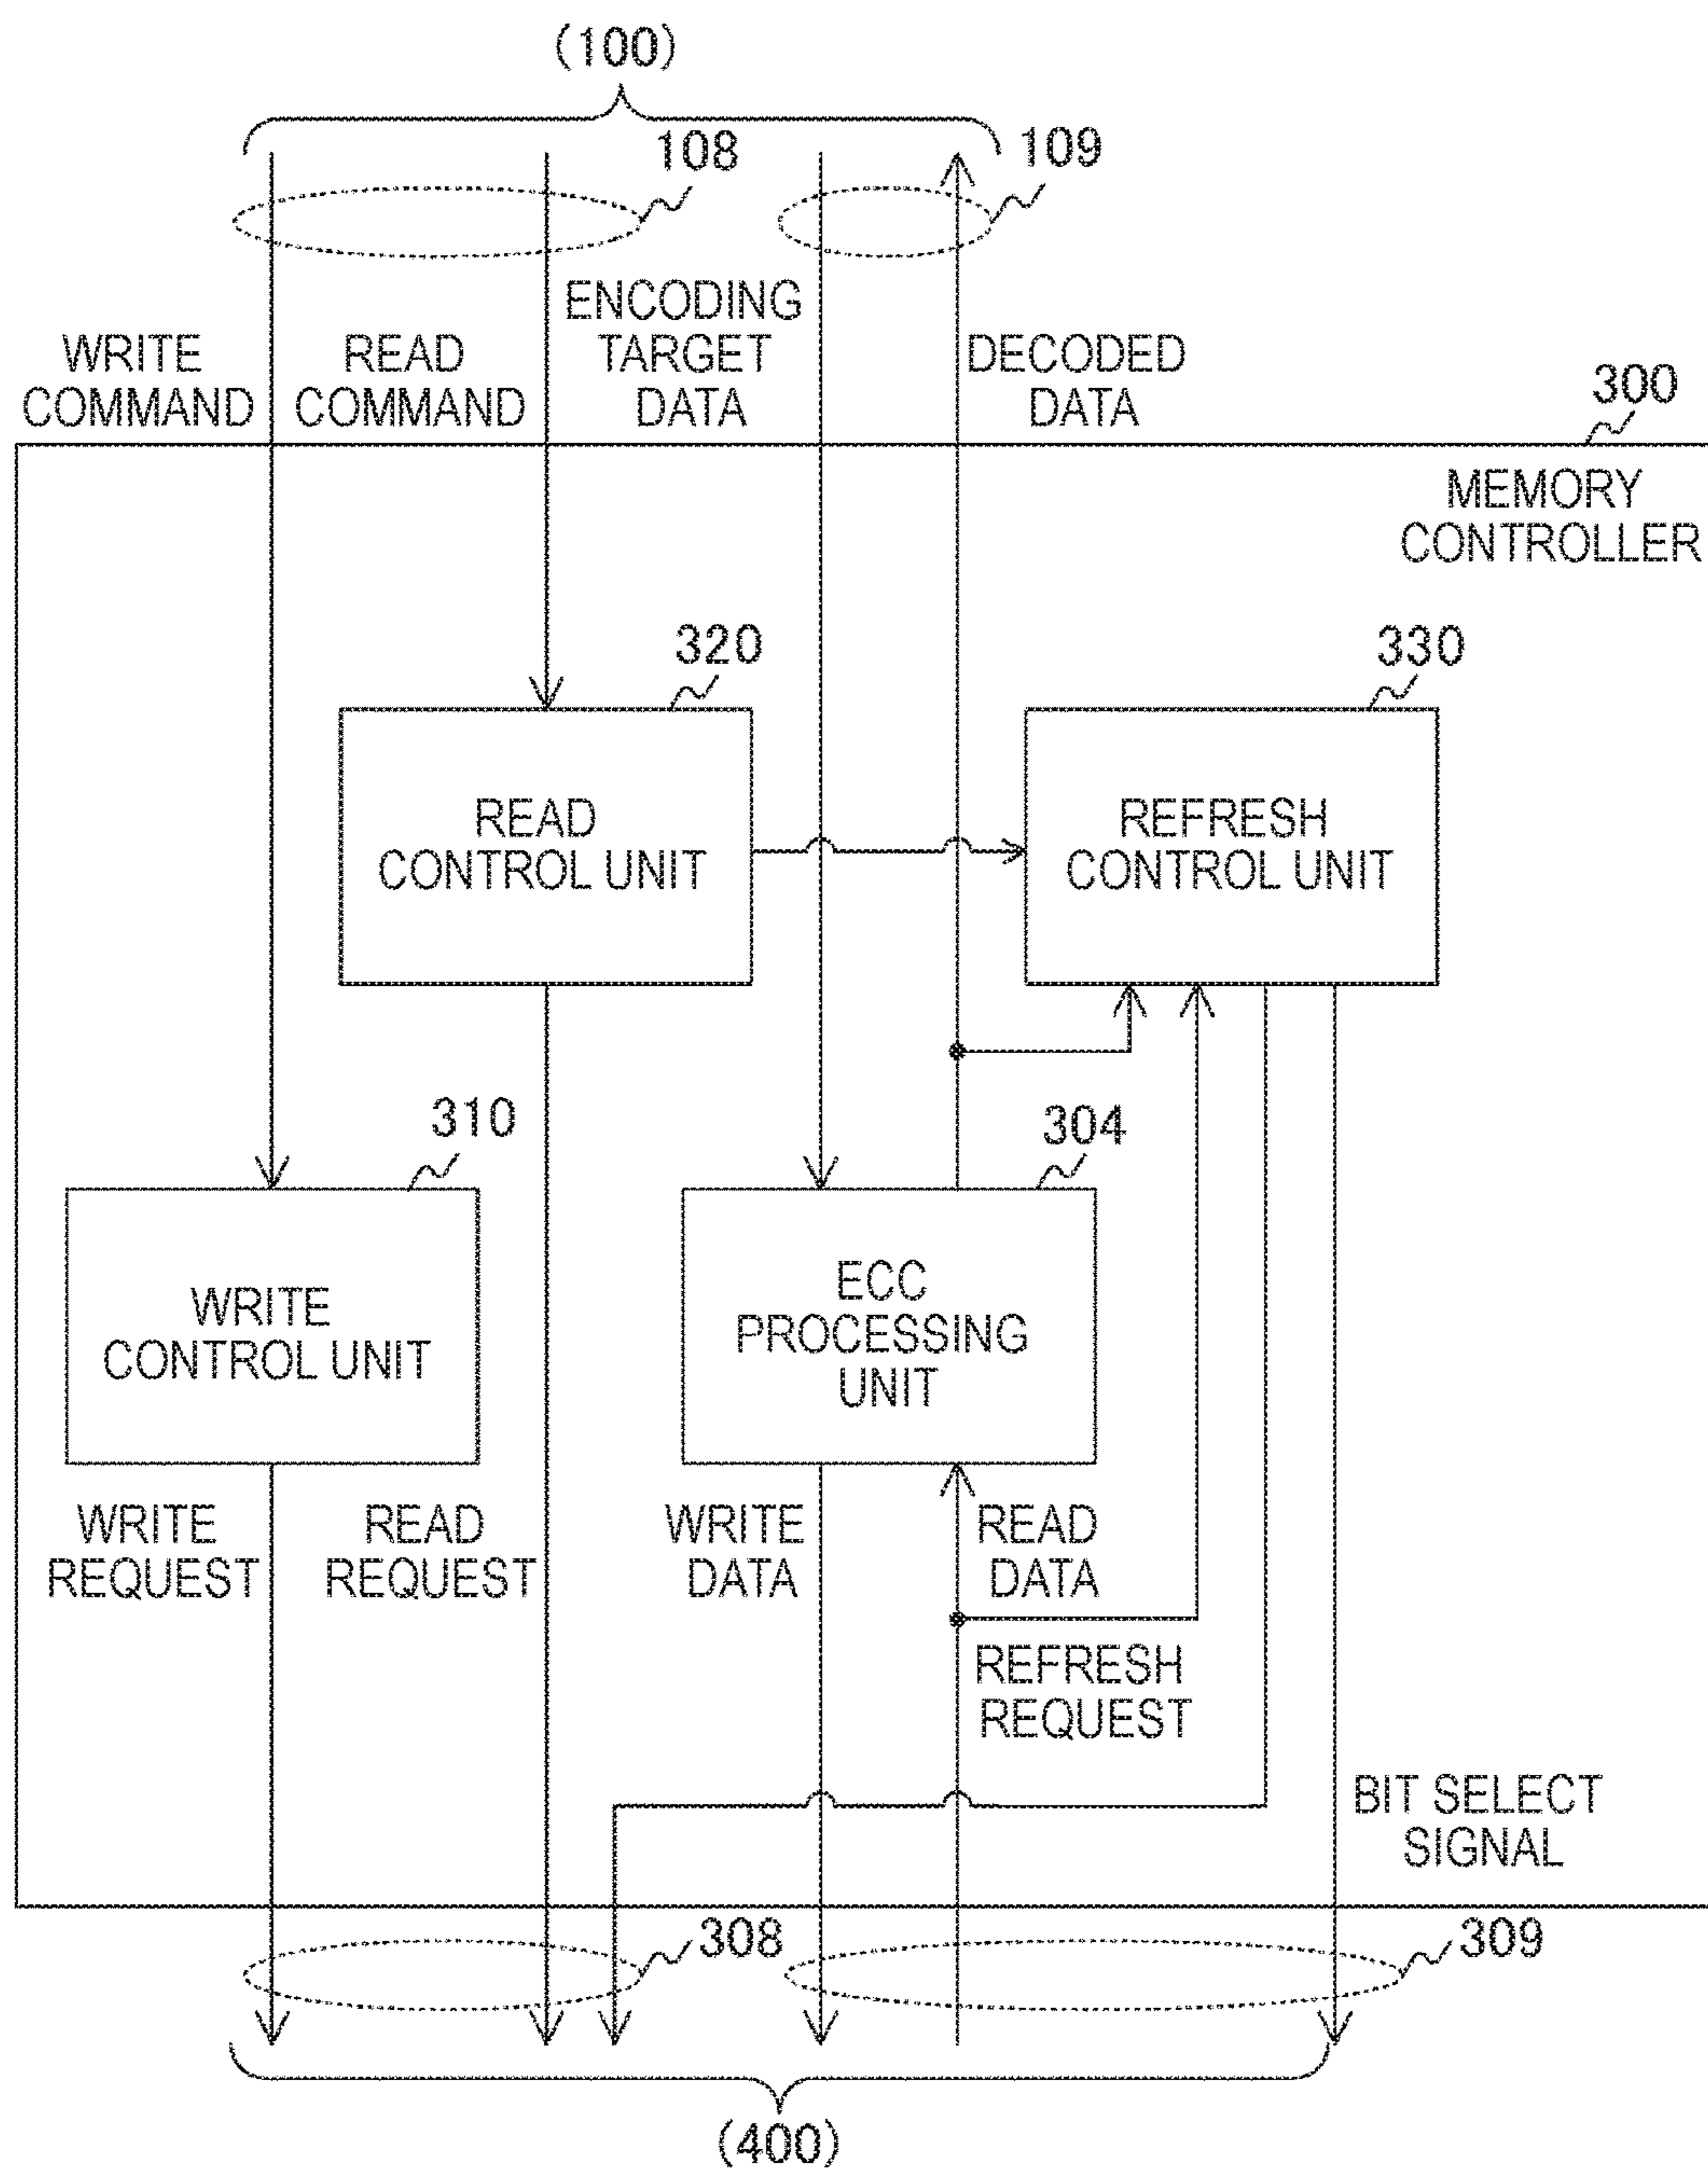 (100)
108
109
WRITE
COMMAND
READ
COMMAND
ENCODING
TARGET
DATA
DECODED
DATA
300
MEMORY
CONTROLLER
320
330
READ
CONTROL UNIT
REFRESH
CONTROL UNIT
310
304
WRITE
CONTROL UNIT
ECC
PROCESSING
UNIT
WRITE
REQUEST
READ
REQUEST
WRITE
DATA
READ
DATA
REFRESH
REQUEST
BIT SELECT
SIGNAL
308
309
(400)